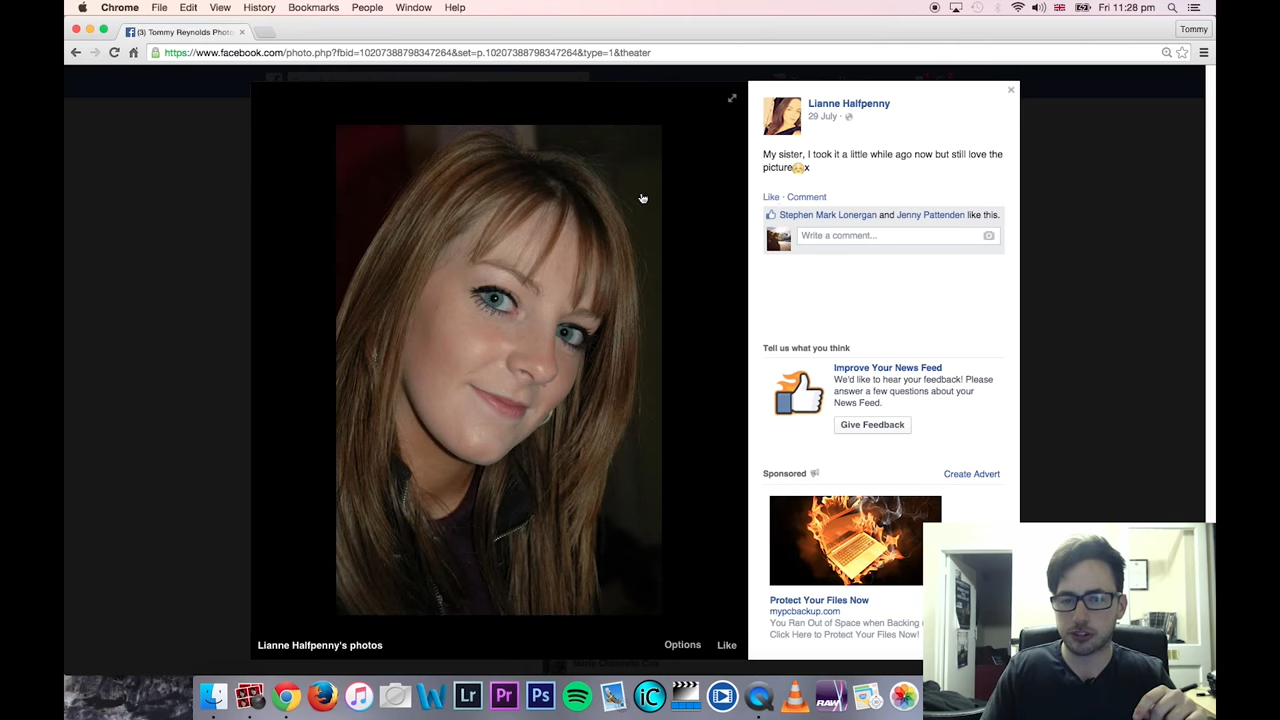 Chrome File Edit View History Bookmarks People Window Help Fri 11:28 pm
(3) Tommy Reynolds Photo Tommy
https://www.facebook.com/photo.php?fbid=10207388798347264&set=p.10207388798347264&type=1&theater
Lianne Halfpenny
29 July
My sister, I took it a little while ago now but still love the
picture😊x
Like · Comment
Stephen Mark Lonergan and Jenny Pattenden like this.
Write a comment...
Tell us what you think
Improve Your News Feed
We'd like to hear your feedback! Please
answer a few questions about your
News Feed.
Give Feedback
Sponsored Create Advert
Protect Your Files Now
mypcbackup.com
You Ran Out of Space when Backing
Click Here to Protect Your Files Now!
Lianne Halfpenny's photos Options Like
W Lr Pr Ps iC RAW